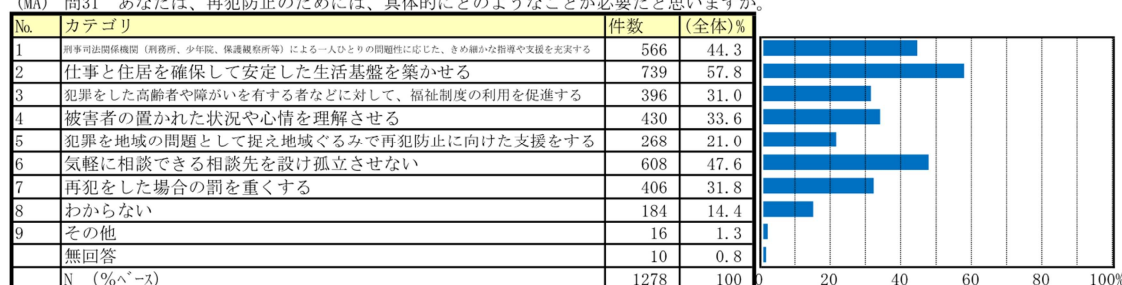 (MA) 問31 あなたは、再犯防止のためには、具体的にどのようなことが必要だと思いますか。
No. カテゴリ 件数 (全体)%
1 刑事司法関係機関（刑務所、少年院、保護観察所等）による一人ひとりの問題性に応じた、きめ細かな指導や支援を充実する 566 44.3
2 仕事と住居を確保して安定した生活基盤を築かせる 739 57.8
3 犯罪をした高齢者や障がいを有する者などに対して、福祉制度の利用を促進する 396 31.0
4 被害者の置かれた状況や心情を理解させる 430 33.6
5 犯罪を地域の問題として捉え地域ぐるみで再犯防止に向けた支援をする 268 21.0
6 気軽に相談できる相談先を設け孤立させない 608 47.6
7 再犯をした場合の罰を重くする 406 31.8
8 わからない 184 14.4
9 その他 16 1.3
無回答 10 0.8
N (%ﾍﾞｰｽ) 1278 100
0 20 40 60 80 100%